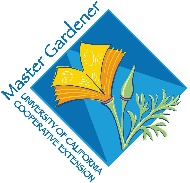 Master Gardener
UNIVERSITY OF CALIFORNIA
COOPERATIVE EXTENSION